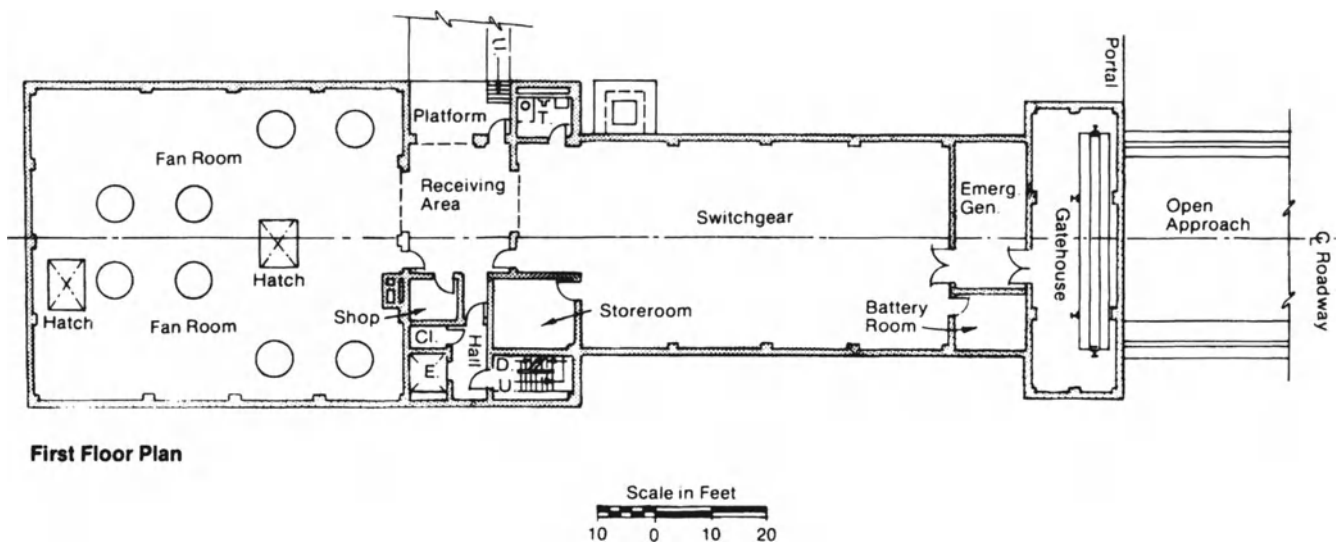 Portal
U.
Platform
T.
Fan Room
Receiving
Area
Emerg.
Gen.
Switchgear
Gatehouse
Open
Approach
℄ Roadway
Hatch
Hatch
Fan Room
Shop
Storeroom
Battery
Room
Cl.
Hall
E.
D.
U.
First Floor Plan
Scale in Feet
10 0 10 20